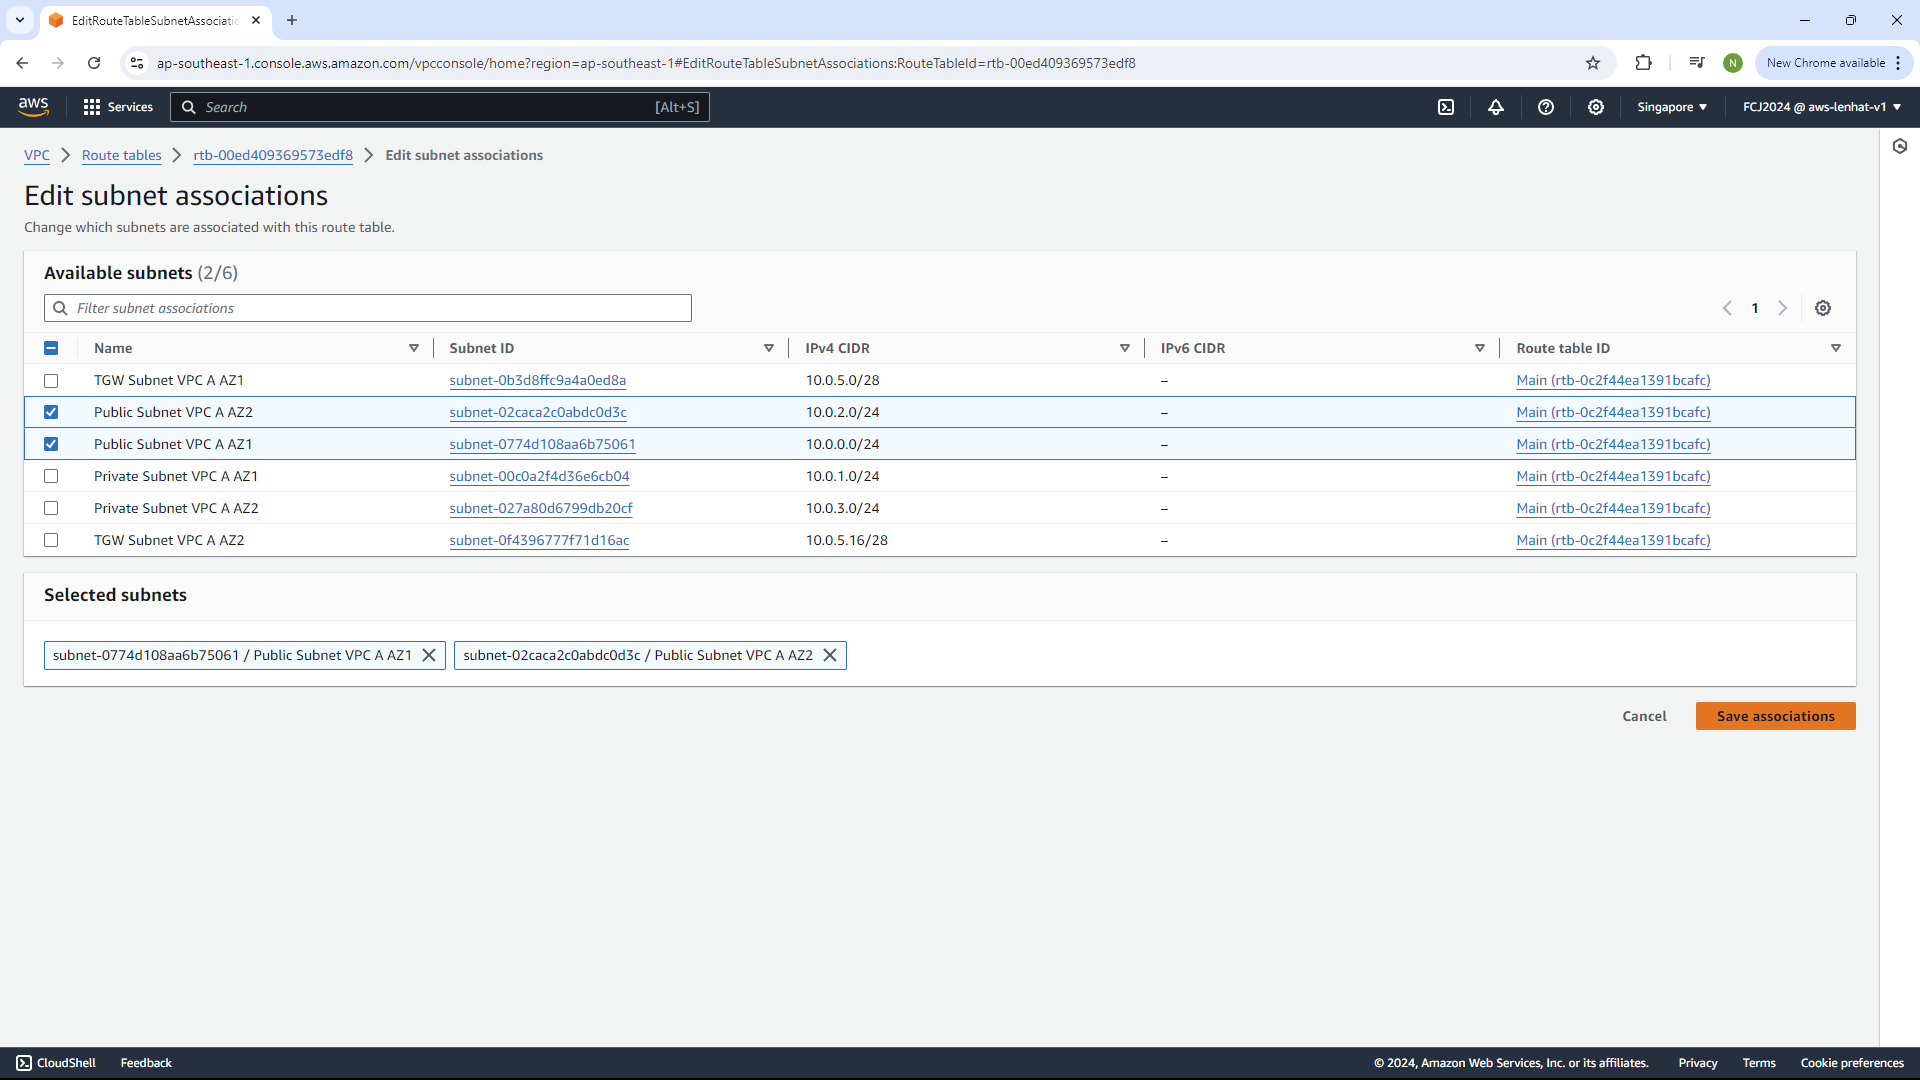 EditRouteTableSubnetAssociatio
ap-southeast-1.console.aws.amazon.com/vpcconsole/home?region=ap-southeast-1#EditRouteTableSubnetAssociations:RouteTableId=rtb-00ed409369573edf8
N
New Chrome available
aws
Services
Search
[Alt+S]
Singapore
FCJ2024 @ aws-lenhat-v1
VPC Route tables rtb-00ed409369573edf8 Edit subnet associations
Edit subnet associations
Change which subnets are associated with this route table.
Available subnets (2/6)
Filter subnet associations
1
Name Subnet ID IPv4 CIDR IPv6 CIDR Route table ID
TGW Subnet VPC A AZ1 subnet-0b3d8ffc9a4a0ed8a 10.0.5.0/28 – Main (rtb-0c2f44ea1391bcafc)
Public Subnet VPC A AZ2 subnet-02caca2c0abdc0d3c 10.0.2.0/24 – Main (rtb-0c2f44ea1391bcafc)
Public Subnet VPC A AZ1 subnet-0774d108aa6b75061 10.0.0.0/24 – Main (rtb-0c2f44ea1391bcafc)
Private Subnet VPC A AZ1 subnet-00c0a2f4d36e6cb04 10.0.1.0/24 – Main (rtb-0c2f44ea1391bcafc)
Private Subnet VPC A AZ2 subnet-027a80d6799db20cf 10.0.3.0/24 – Main (rtb-0c2f44ea1391bcafc)
TGW Subnet VPC A AZ2 subnet-0f4396777f71d16ac 10.0.5.16/28 – Main (rtb-0c2f44ea1391bcafc)
Selected subnets
subnet-0774d108aa6b75061 / Public Subnet VPC A AZ1 subnet-02caca2c0abdc0d3c / Public Subnet VPC A AZ2
Cancel Save associations
CloudShell Feedback © 2024, Amazon Web Services, Inc. or its affiliates. Privacy Terms Cookie preferences